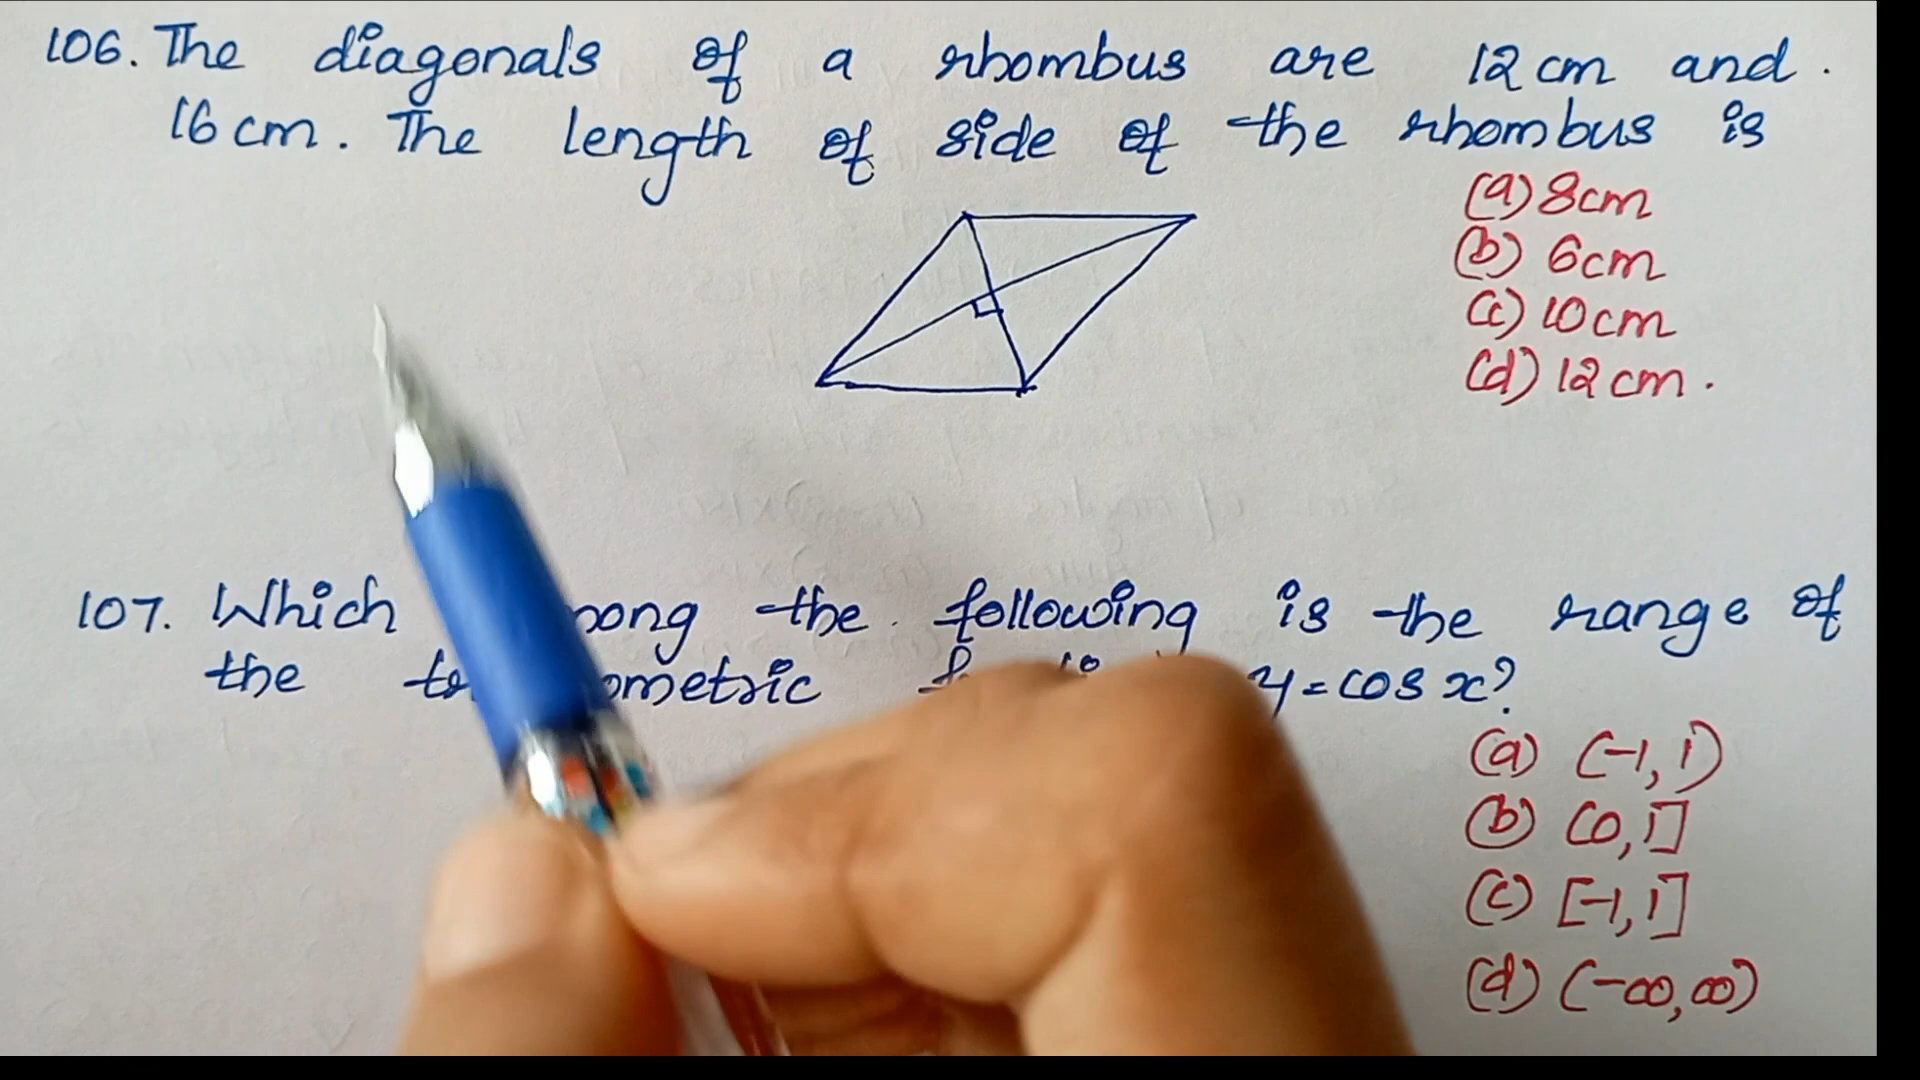 106. The diagonals of a rhombus are 12 cm and.
16 cm. The length of side of the rhombus is
(a) 8cm
(b) 6cm
(c) 10cm
(d) 12 cm.
107. Which the following is the range of
the y = cos x?
(a) (-1, 1)
(b) (0, 1]
(c) [-1, 1]
(d) (-∞, ∞)